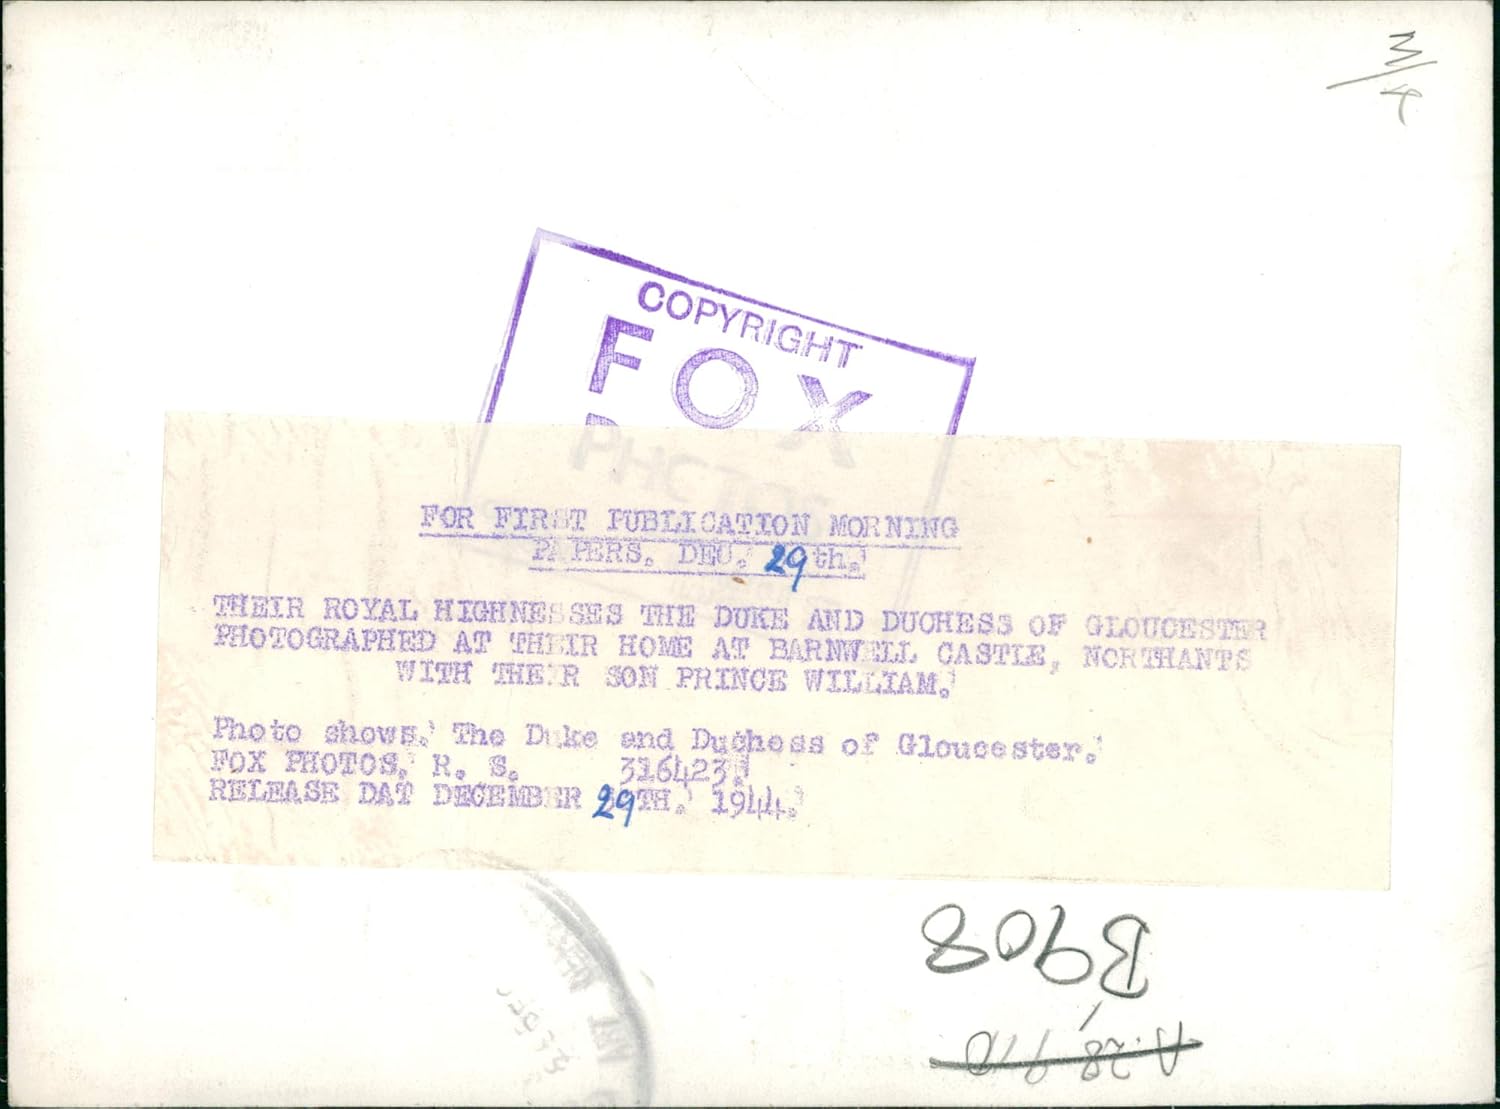 M/4
COPYRIGHT
FOX
PHOTOS
FOR FIRST PUBLICATION MORNING
PAPERS. DEC. 29th.
THEIR ROYAL HIGHNESSES THE DUKE AND DUCHESS OF GLOUCESTER
PHOTOGRAPHED AT THEIR HOME AT BARNWELL CASTLE, NORTHANTS
WITH THEIR SON PRINCE WILLIAM.
Photo shows. The Duke and Duchess of Gloucester.
FOX PHOTOS. R. S. 316423.
RELEASE DAT DECEMBER 29TH. 1944.
B908
ART